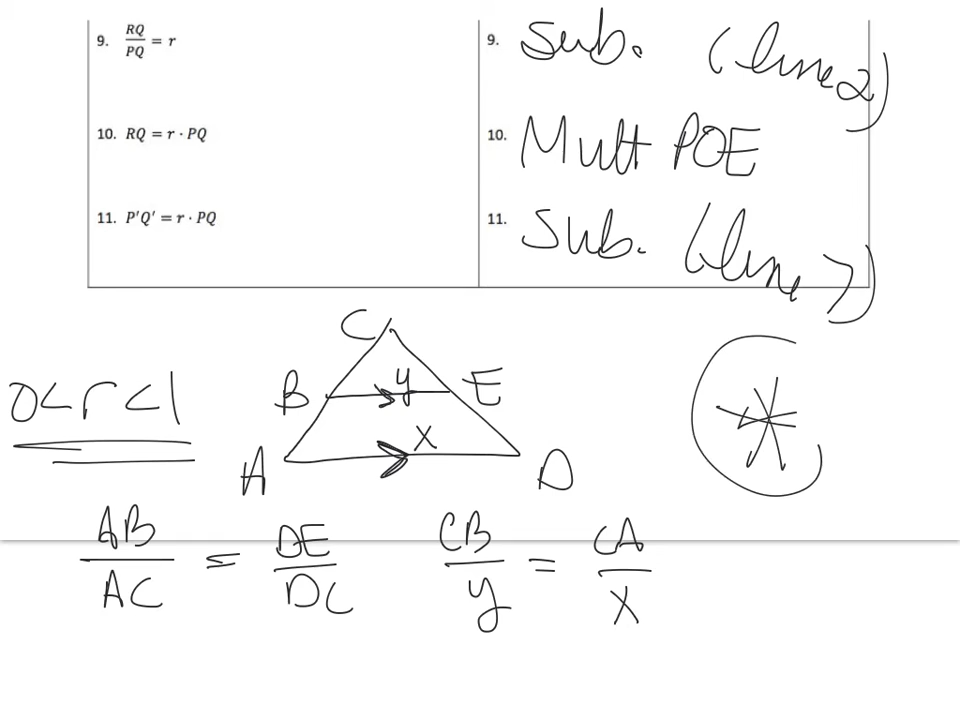 9. RQ/PQ = r 9. Sub. (line 2)
10. RQ = r · PQ 10. Mult POE
11. P'Q' = r · PQ 11. Sub. (line 7)
C
B y E
0<r<1
A x D
AB/AC = DE/DC CB/y = CA/x